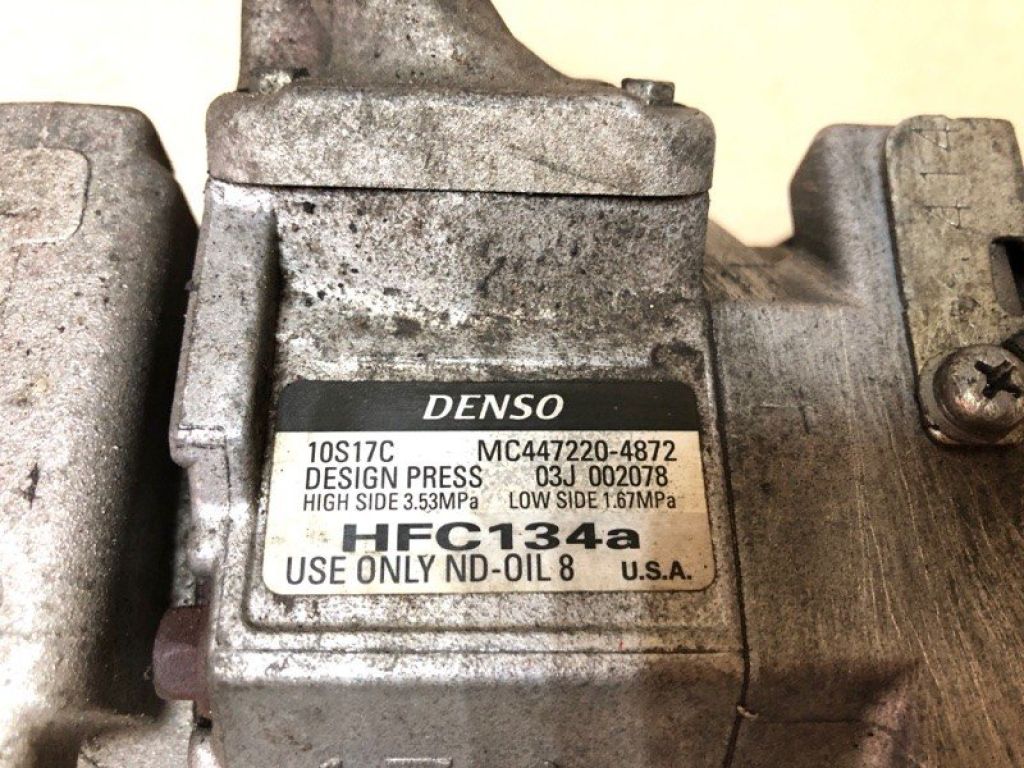 DENSO
10S17C MC447220-4872
DESIGN PRESS 03J 002078
HIGH SIDE 3.53MPa LOW SIDE 1.67MPa
HFC134a
USE ONLY ND-OIL 8 U.S.A.